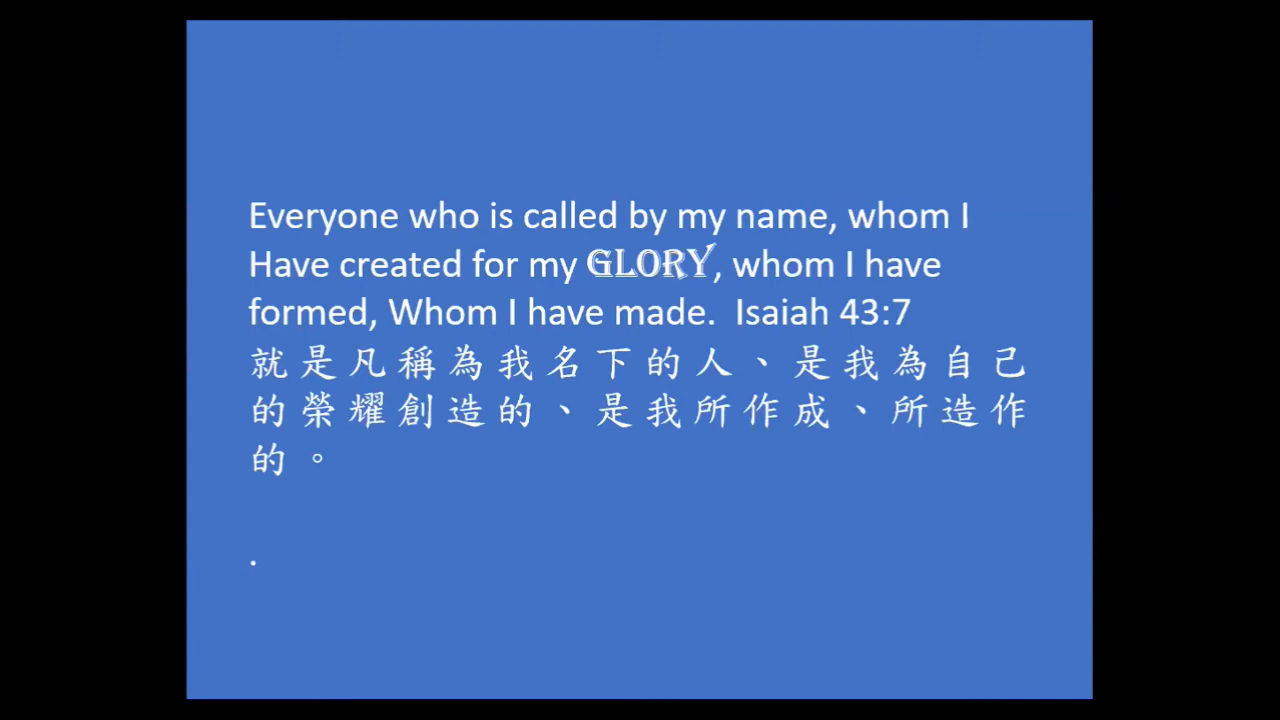 Everyone who is called by my name, whom I
Have created for my GLORY, whom I have
formed, Whom I have made.  Isaiah 43:7
就是凡稱為我名下的人、是我為自己
的榮耀創造的、是我所作成、所造作
的。
.